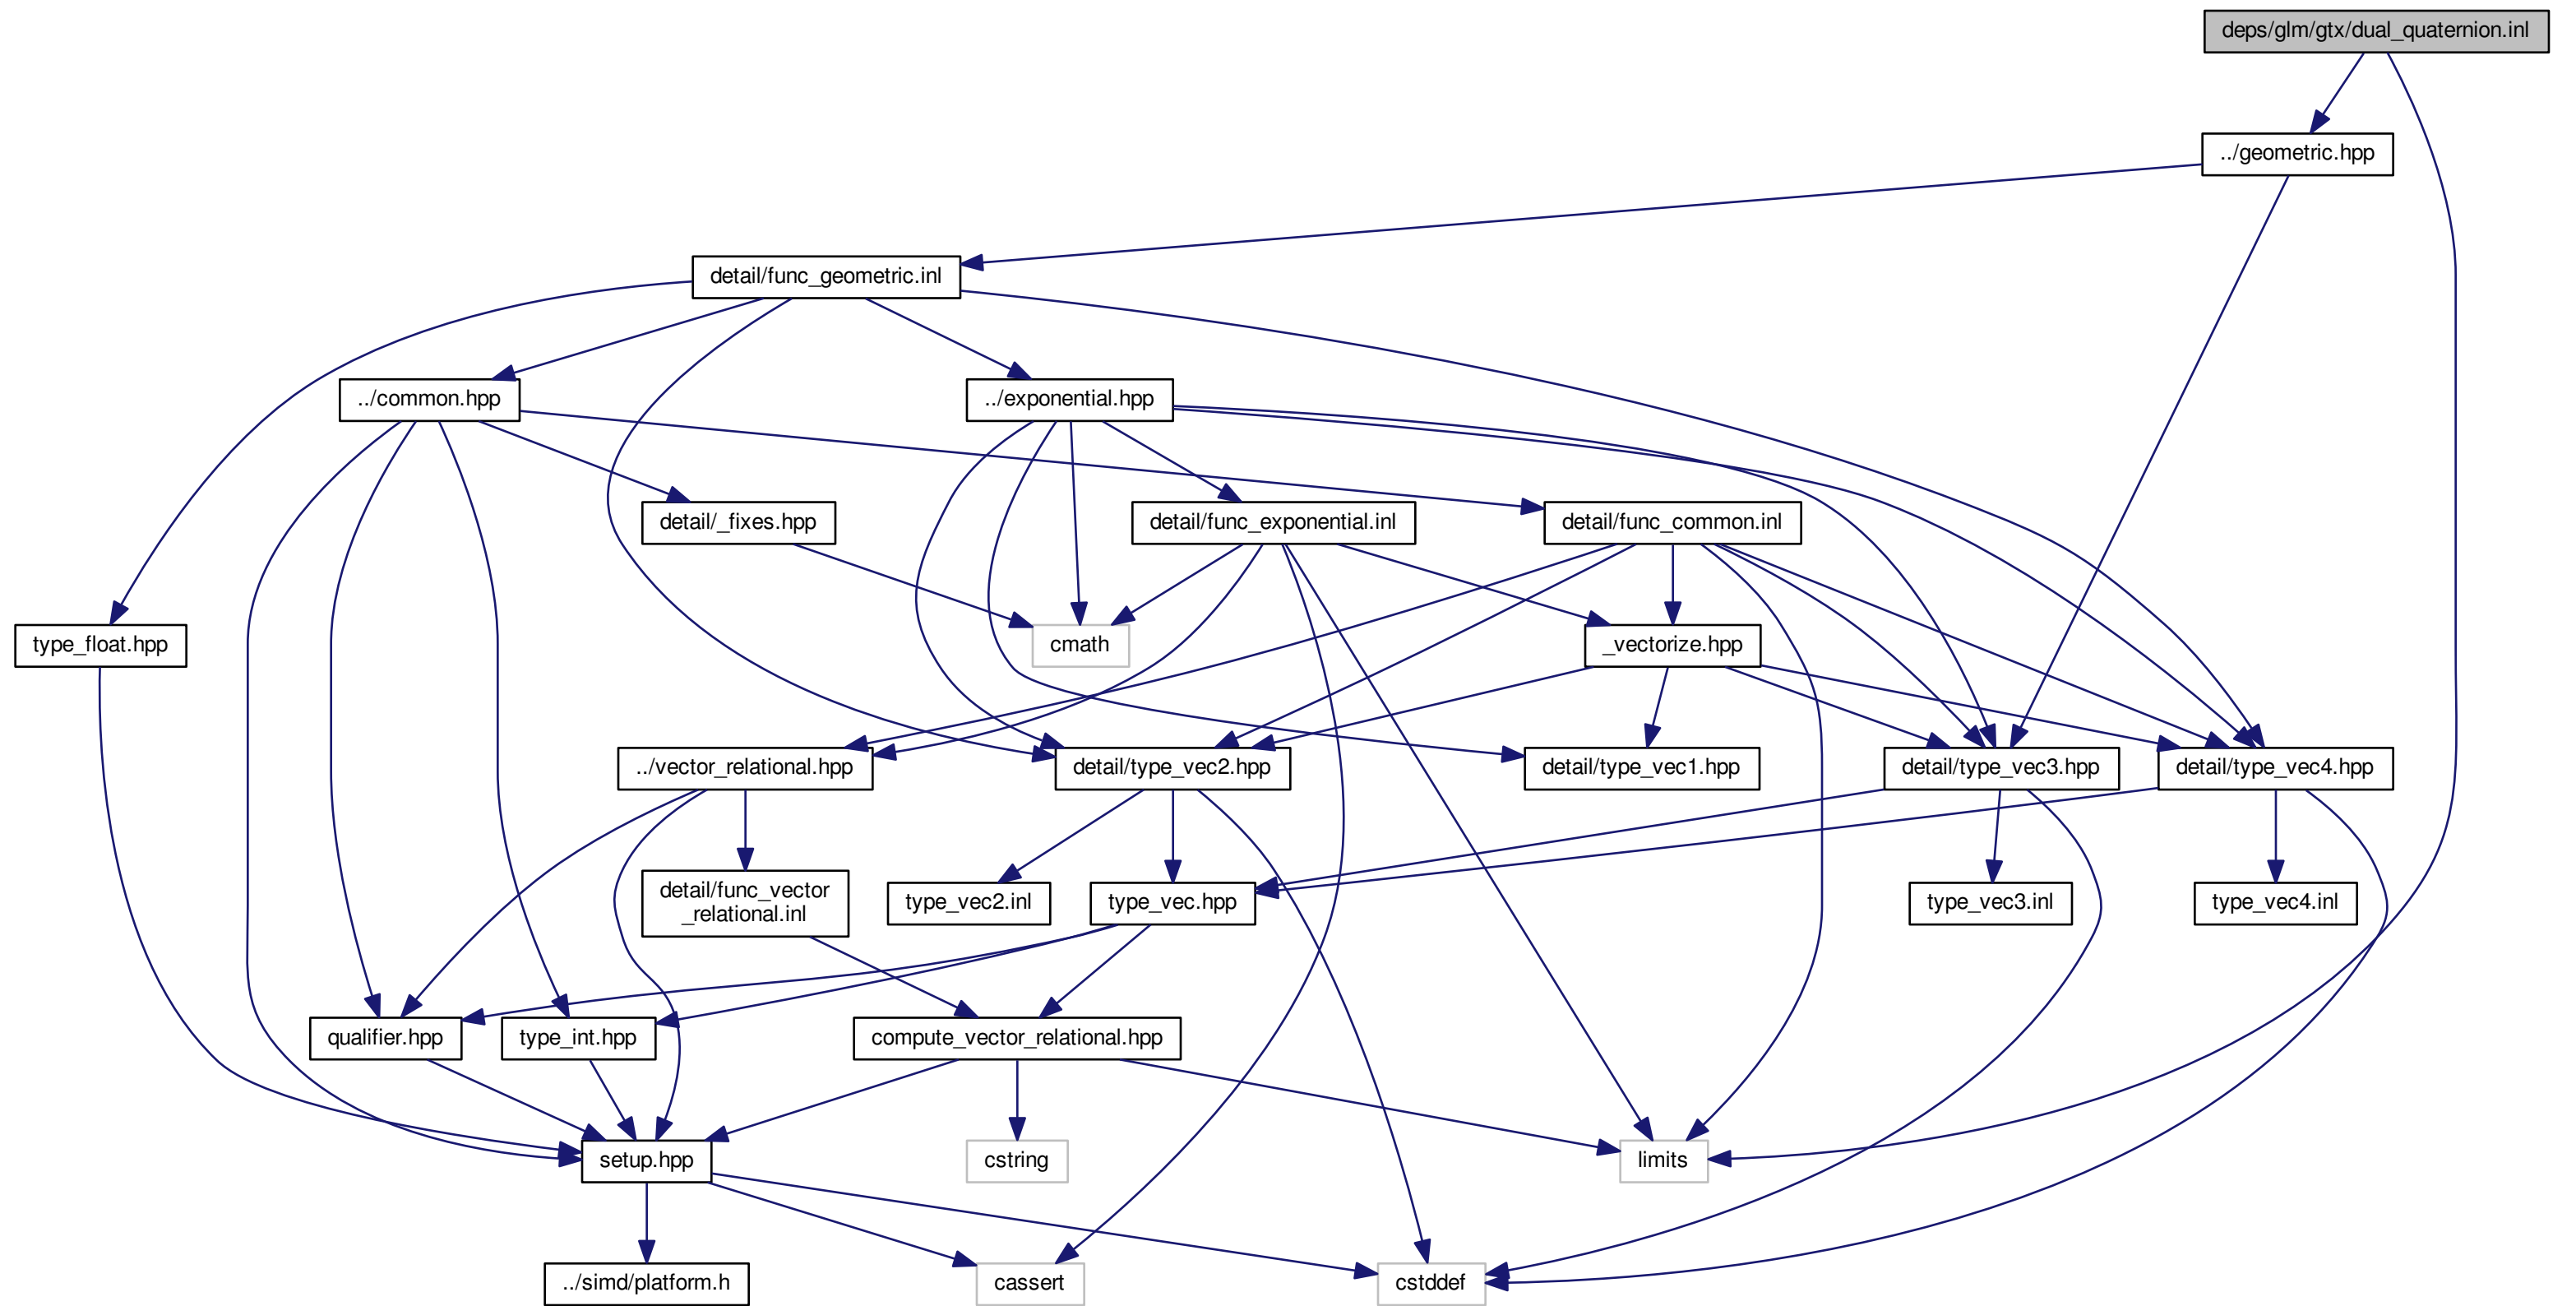 deps/glm/gtx/dual_quaternion.inl
../geometric.hpp
detail/func_geometric.inl
../common.hpp
../exponential.hpp
detail/_fixes.hpp
detail/func_exponential.inl
detail/func_common.inl
type_float.hpp
cmath
_vectorize.hpp
../vector_relational.hpp
detail/type_vec2.hpp
detail/type_vec1.hpp
detail/type_vec3.hpp
detail/type_vec4.hpp
detail/func_vector
_relational.inl
type_vec2.inl
type_vec.hpp
type_vec3.inl
type_vec4.inl
qualifier.hpp
type_int.hpp
compute_vector_relational.hpp
setup.hpp
cstring
limits
../simd/platform.h
cassert
cstddef